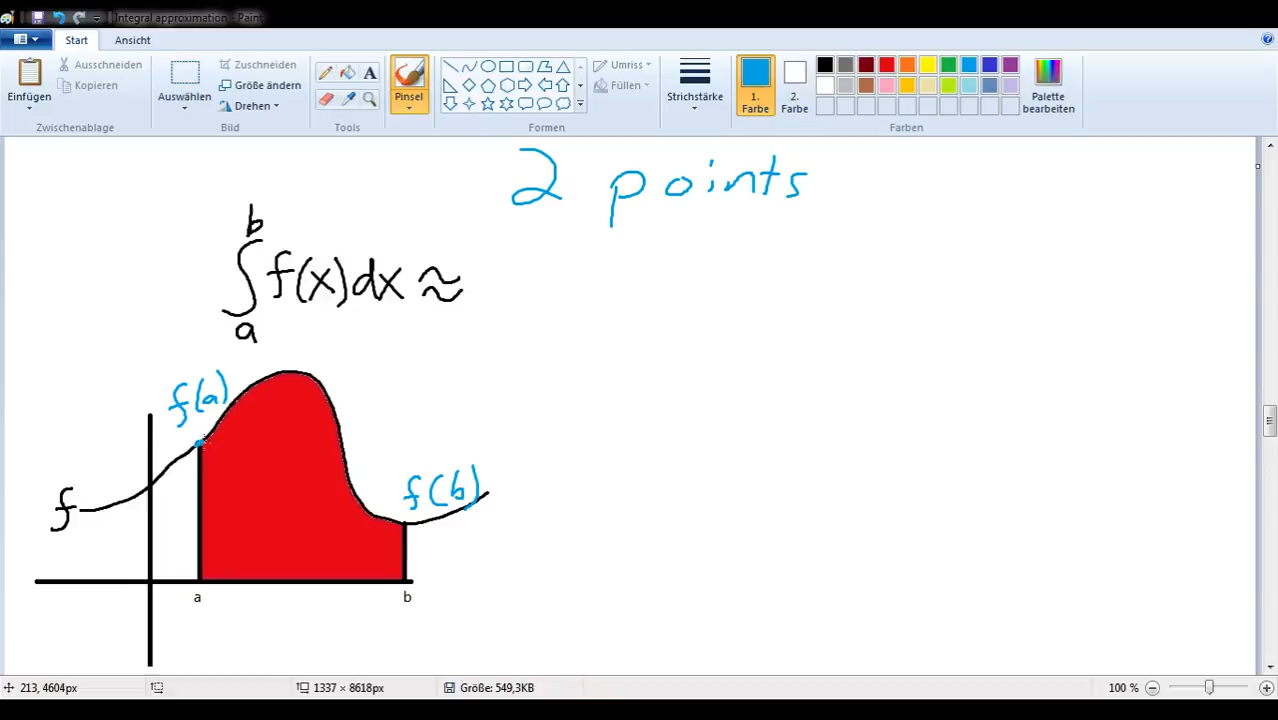 Integral approximation - Paint
Start Ansicht
Einfügen
Ausschneiden
Kopieren
Zwischenablage
Auswählen
Zuschneiden
Größe ändern
Drehen
Bild
A
Tools
Pinsel
Umriss
Füllen
Formen
Strichstärke
1. Farbe
2. Farbe
Palette bearbeiten
Farben
2 points
b
∫ f(x)dx ≈
a
f(a)
f(b)
f
a b
213, 4604px 1337 × 8618px Größe: 549,3KB 100 %